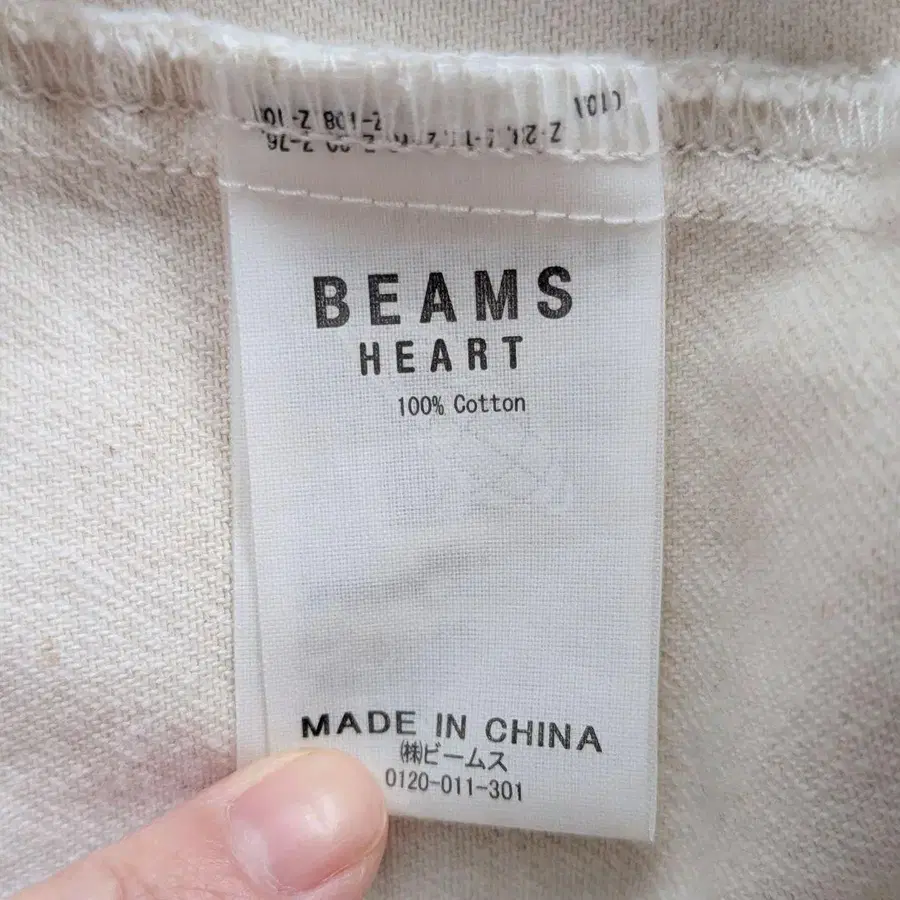 BEAMS
HEART
100% Cotton
MADE IN CHINA
㈱ビームス
0120-011-301